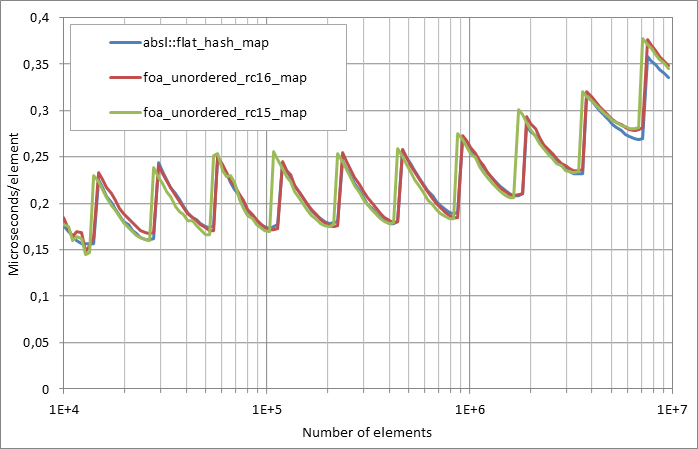 0,4
0,35
0,3
0,25
0,2
0,15
0,1
0,05
0
Microseconds/element
absl::flat_hash_map
foa_unordered_rc16_map
foa_unordered_rc15_map
1E+4 1E+5 1E+6 1E+7
Number of elements